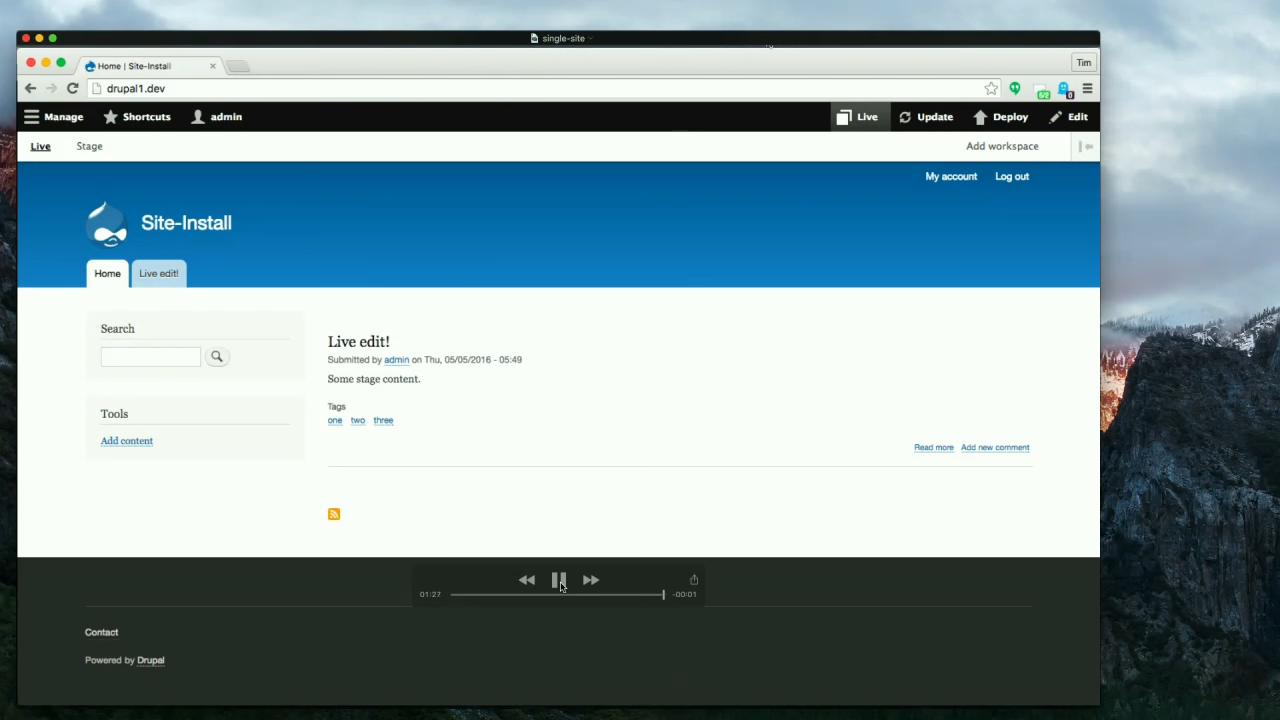 single-site
Home | Site-Install
Tim
drupal1.dev
0
Manage Shortcuts admin Live Update Deploy Edit
Live Stage Add workspace
My account Log out
Site-Install
Home Live edit!
Search
Live edit!
Submitted by admin on Thu, 05/05/2016 - 05:49
Some stage content.
Tools
Tags
one two three
Add content
Read more Add new comment
01:27 -00:01
Contact
Powered by Drupal